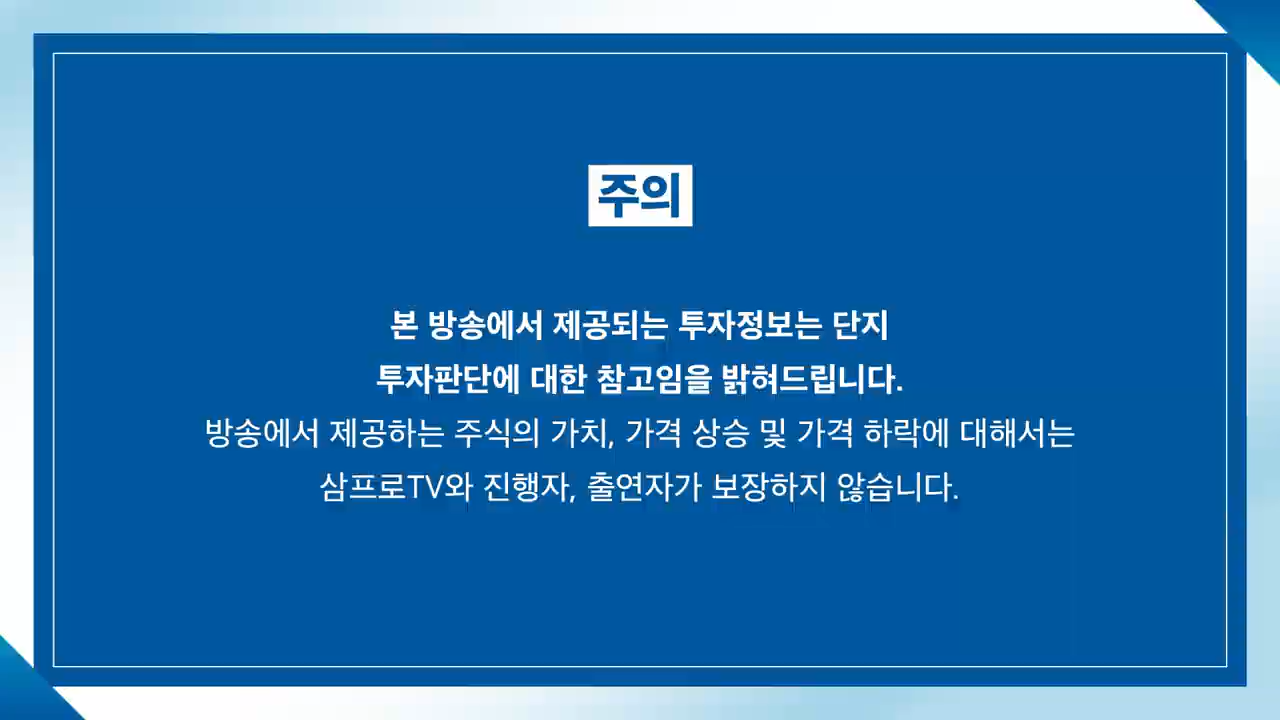 주의
본 방송에서 제공되는 투자정보는 단지
투자판단에 대한 참고임을 밝혀드립니다.
방송에서 제공하는 주식의 가치, 가격 상승 및 가격 하락에 대해서는
삼프로TV와 진행자, 출연자가 보장하지 않습니다.